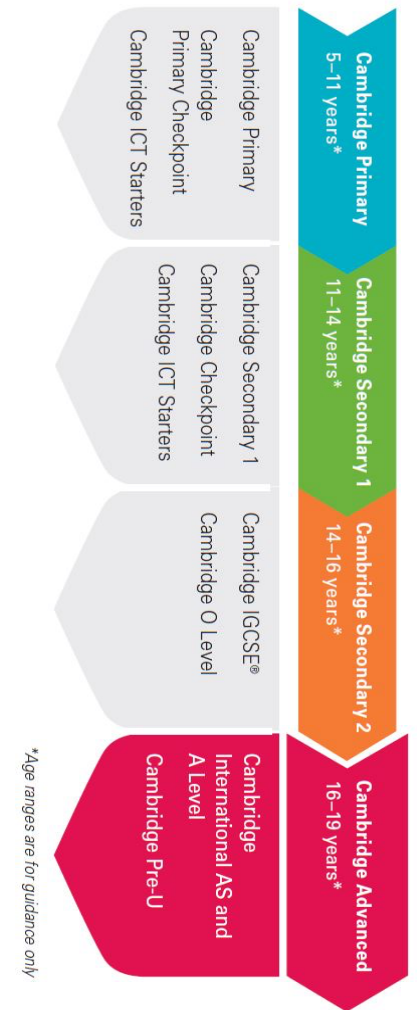 Cambridge Primary
5–11 years*
Cambridge Secondary 1
11–14 years*
Cambridge Secondary 2
14–16 years*
Cambridge Advanced
16–19 years*
Cambridge Primary
Cambridge
Primary Checkpoint
Cambridge ICT Starters
Cambridge Secondary 1
Cambridge Checkpoint
Cambridge ICT Starters
Cambridge IGCSE®
Cambridge O Level
Cambridge
International AS and
A Level
Cambridge Pre-U
*Age ranges are for guidance only